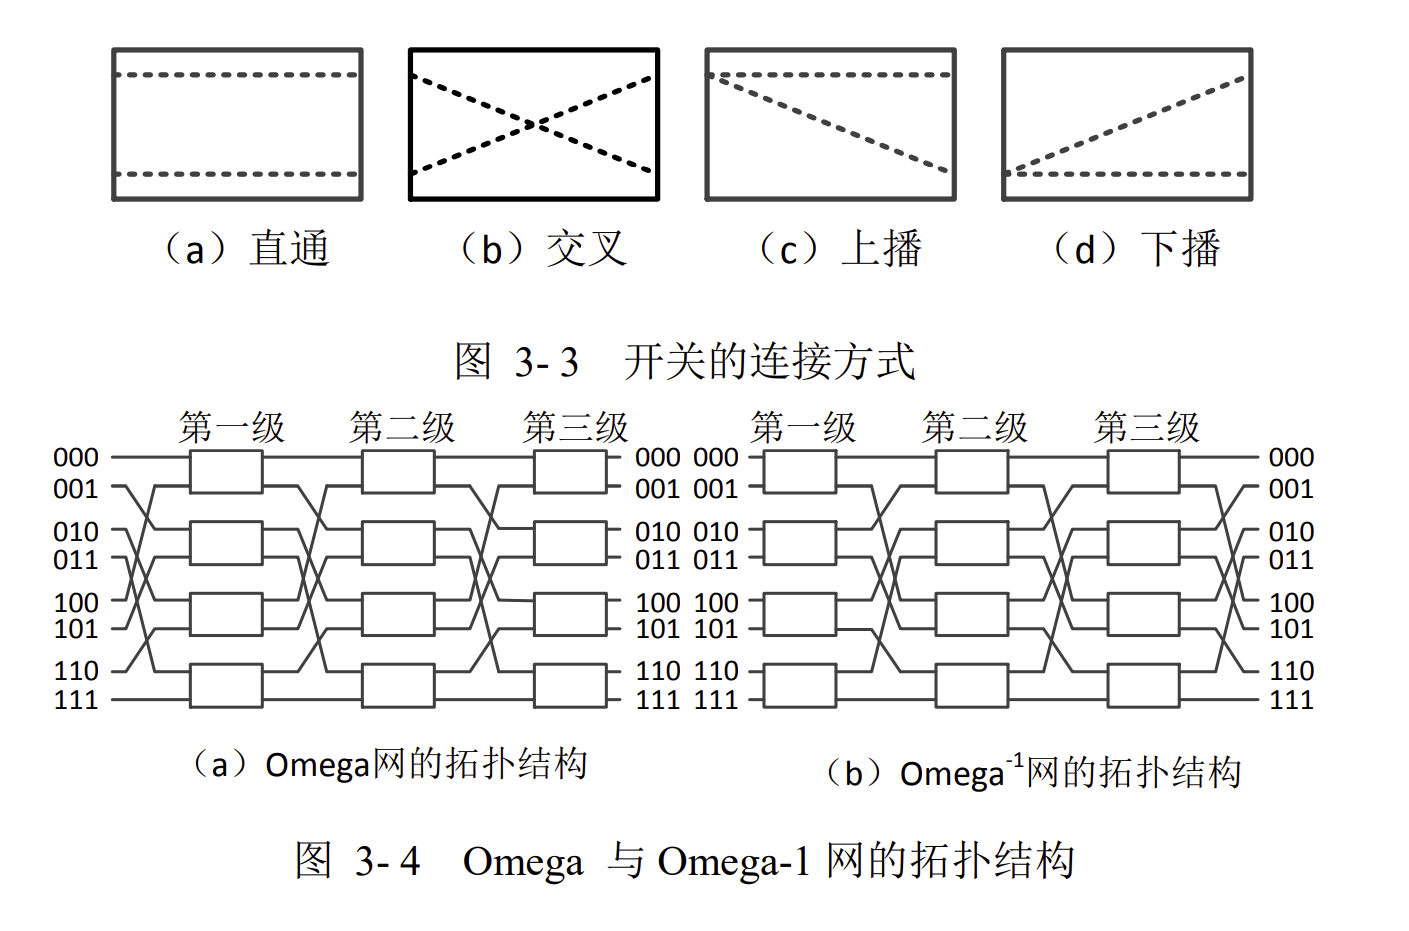 （a）直通 （b）交叉 （c）上播 （d）下播
图 3- 3 开关的连接方式
第一级 第二级 第三级 第一级 第二级 第三级
000 000 000 000
001 001 001 001
010 010 010 010
011 011 011 011
100 100 100 100
101 101 101 101
110 110 110 110
111 111 111 111
（a）Omega网的拓扑结构 （b）Omega-1网的拓扑结构
图 3- 4 Omega 与 Omega-1 网的拓扑结构